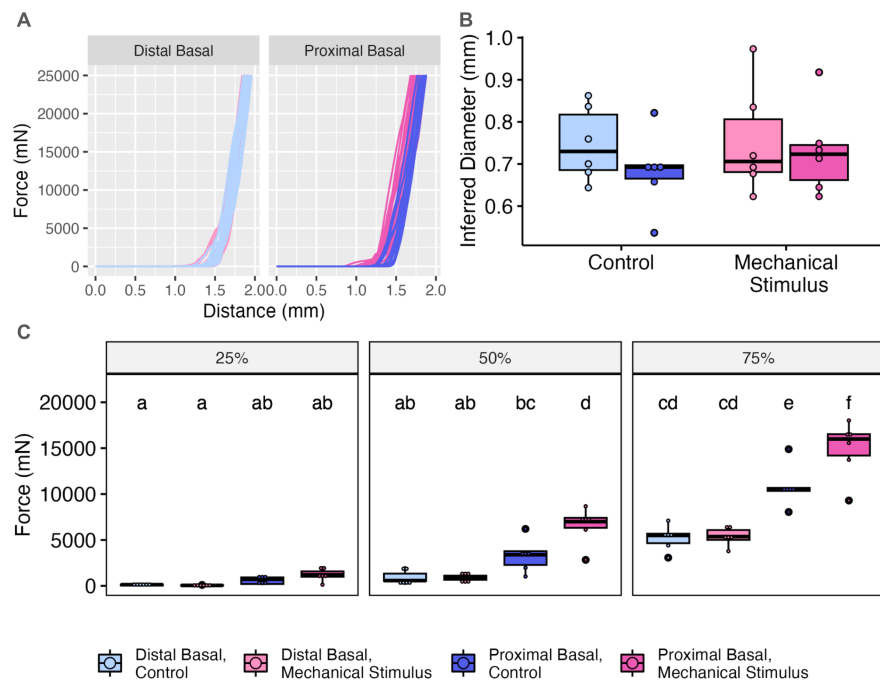 A
Distal Basal
Proximal Basal
25000
20000
15000
10000
5000
0
Force (mN)
0.0
0.5
1.0
1.5
2.0
0.0
0.5
1.0
1.5
2.0
Distance (mm)
B
1.0
0.9
0.8
0.7
0.6
Inferred Diameter (mm)
Control
Mechanical
Stimulus
C
25%
50%
75%
20000
15000
10000
5000
0
Force (mN)
a
a
ab
ab
ab
ab
bc
d
cd
cd
e
f
Distal Basal,
Control
Distal Basal,
Mechanical Stimulus
Proximal Basal,
Control
Proximal Basal,
Mechanical Stimulus